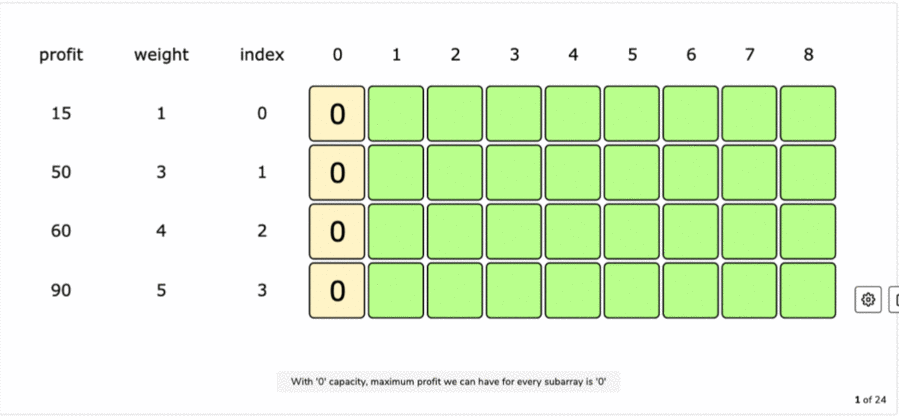 profit weight index 0 1 2 3 4 5 6 7 8
15 1 0 0
50 3 1 0
60 4 2 0
90 5 3 0
With '0' capacity, maximum profit we can have for every subarray is '0'
1 of 24